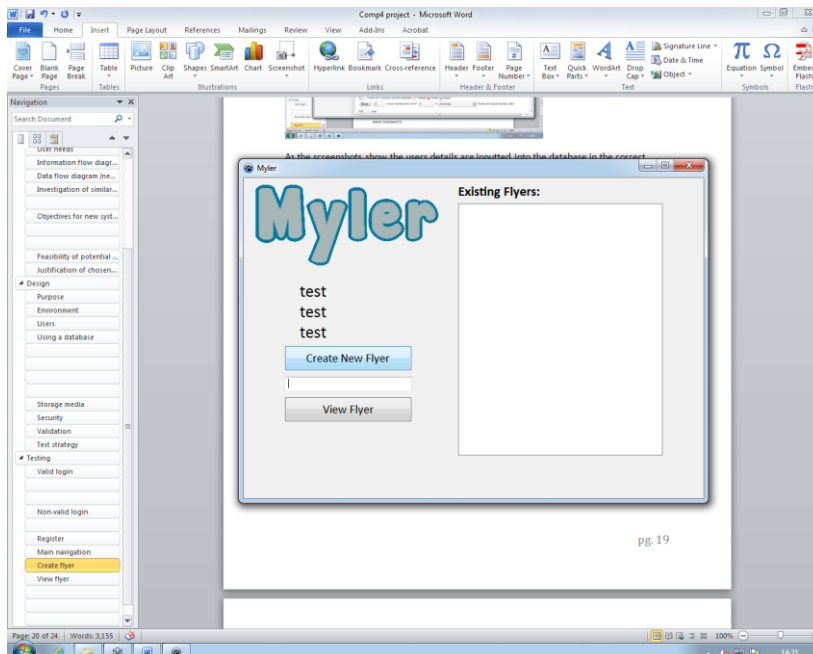 Comp4 project - Microsoft Word
File Home Insert Page Layout References Mailings Review View Add-Ins Acrobat
Cover Page Blank Page Page Break Table Picture Clip Art Shapes SmartArt Chart Screenshot Hyperlink Bookmark Cross-reference Header Footer Page Number Text Box Quick Parts WordArt Drop Cap Signature Line Date & Time Object Equation Symbol
Pages Tables Illustrations Links Header & Footer Text Symbols Flash
Navigation
Search Document
User needs
Information flow diagr...
Data flow diagram (ne...
Investigation of similar...
Objectives for new syst...
Feasibility of potential ...
Justification of chosen...
Design
Purpose
Environment
Users
Using a database
Storage media
Security
Validation
Test strategy
Testing
Valid login
Non-valid login
Register
Main navigation
Create flyer
View flyer
As the screenshots show the users details are inputted into the database in the correct
Myler
Myler
Existing Flyers:
test
test
test
Create New Flyer
View Flyer
pg. 19
Page: 20 of 24 Words: 3,155
100%
14:21